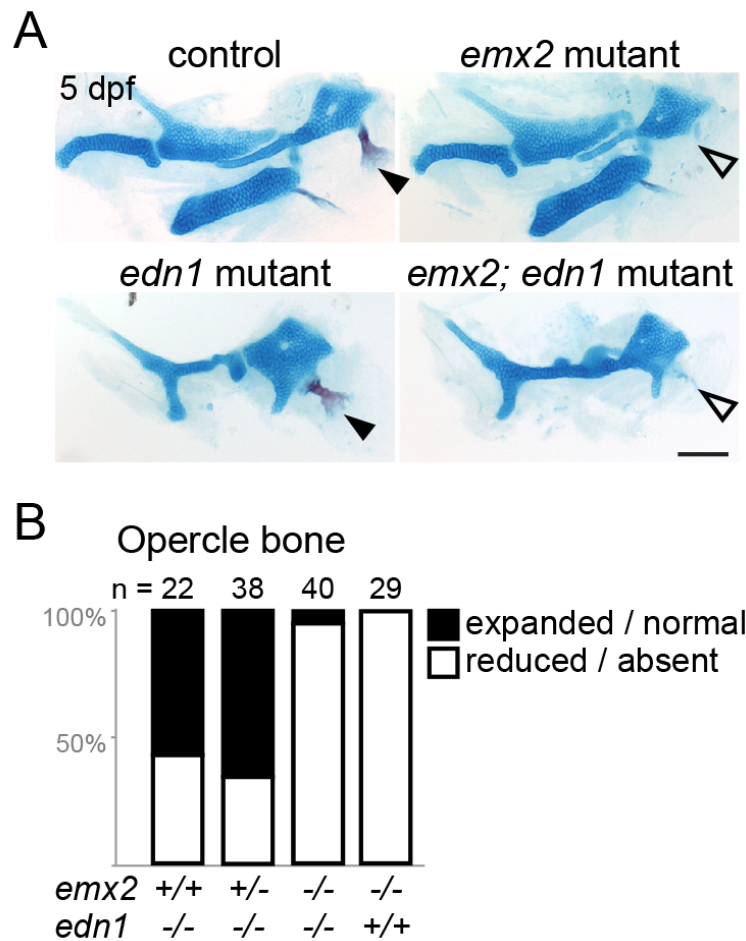 A
control
emx2 mutant
5 dpf
edn1 mutant
emx2; edn1 mutant
B
Opercle bone
n = 22 38 40 29
100%
expanded / normal
reduced / absent
50%
emx2 +/+ +/- -/- -/-
edn1 -/- -/- -/- +/+